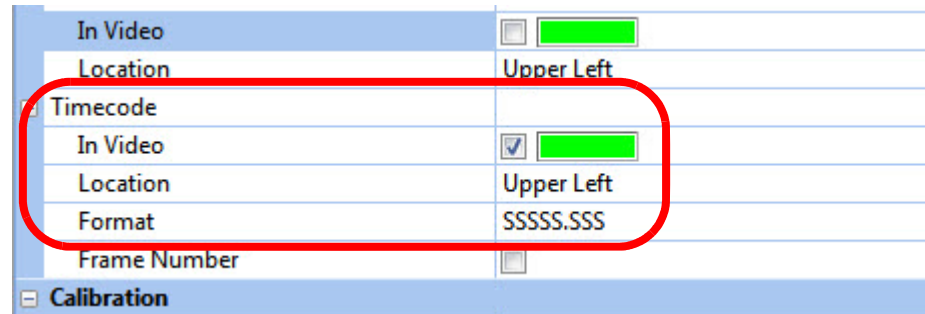 In Video
Location Upper Left
Timecode
In Video
Location Upper Left
Format SSSSS.SSS
Frame Number
Calibration